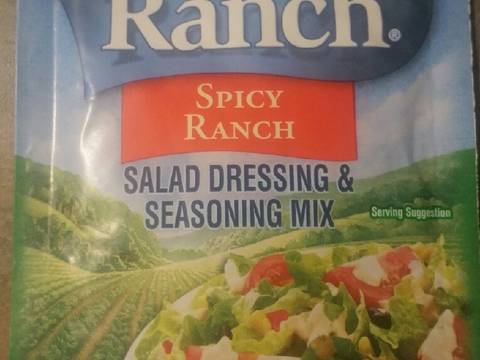 Ranch®
SPICY
RANCH
SALAD DRESSING &
SEASONING MIX
Serving Suggestion